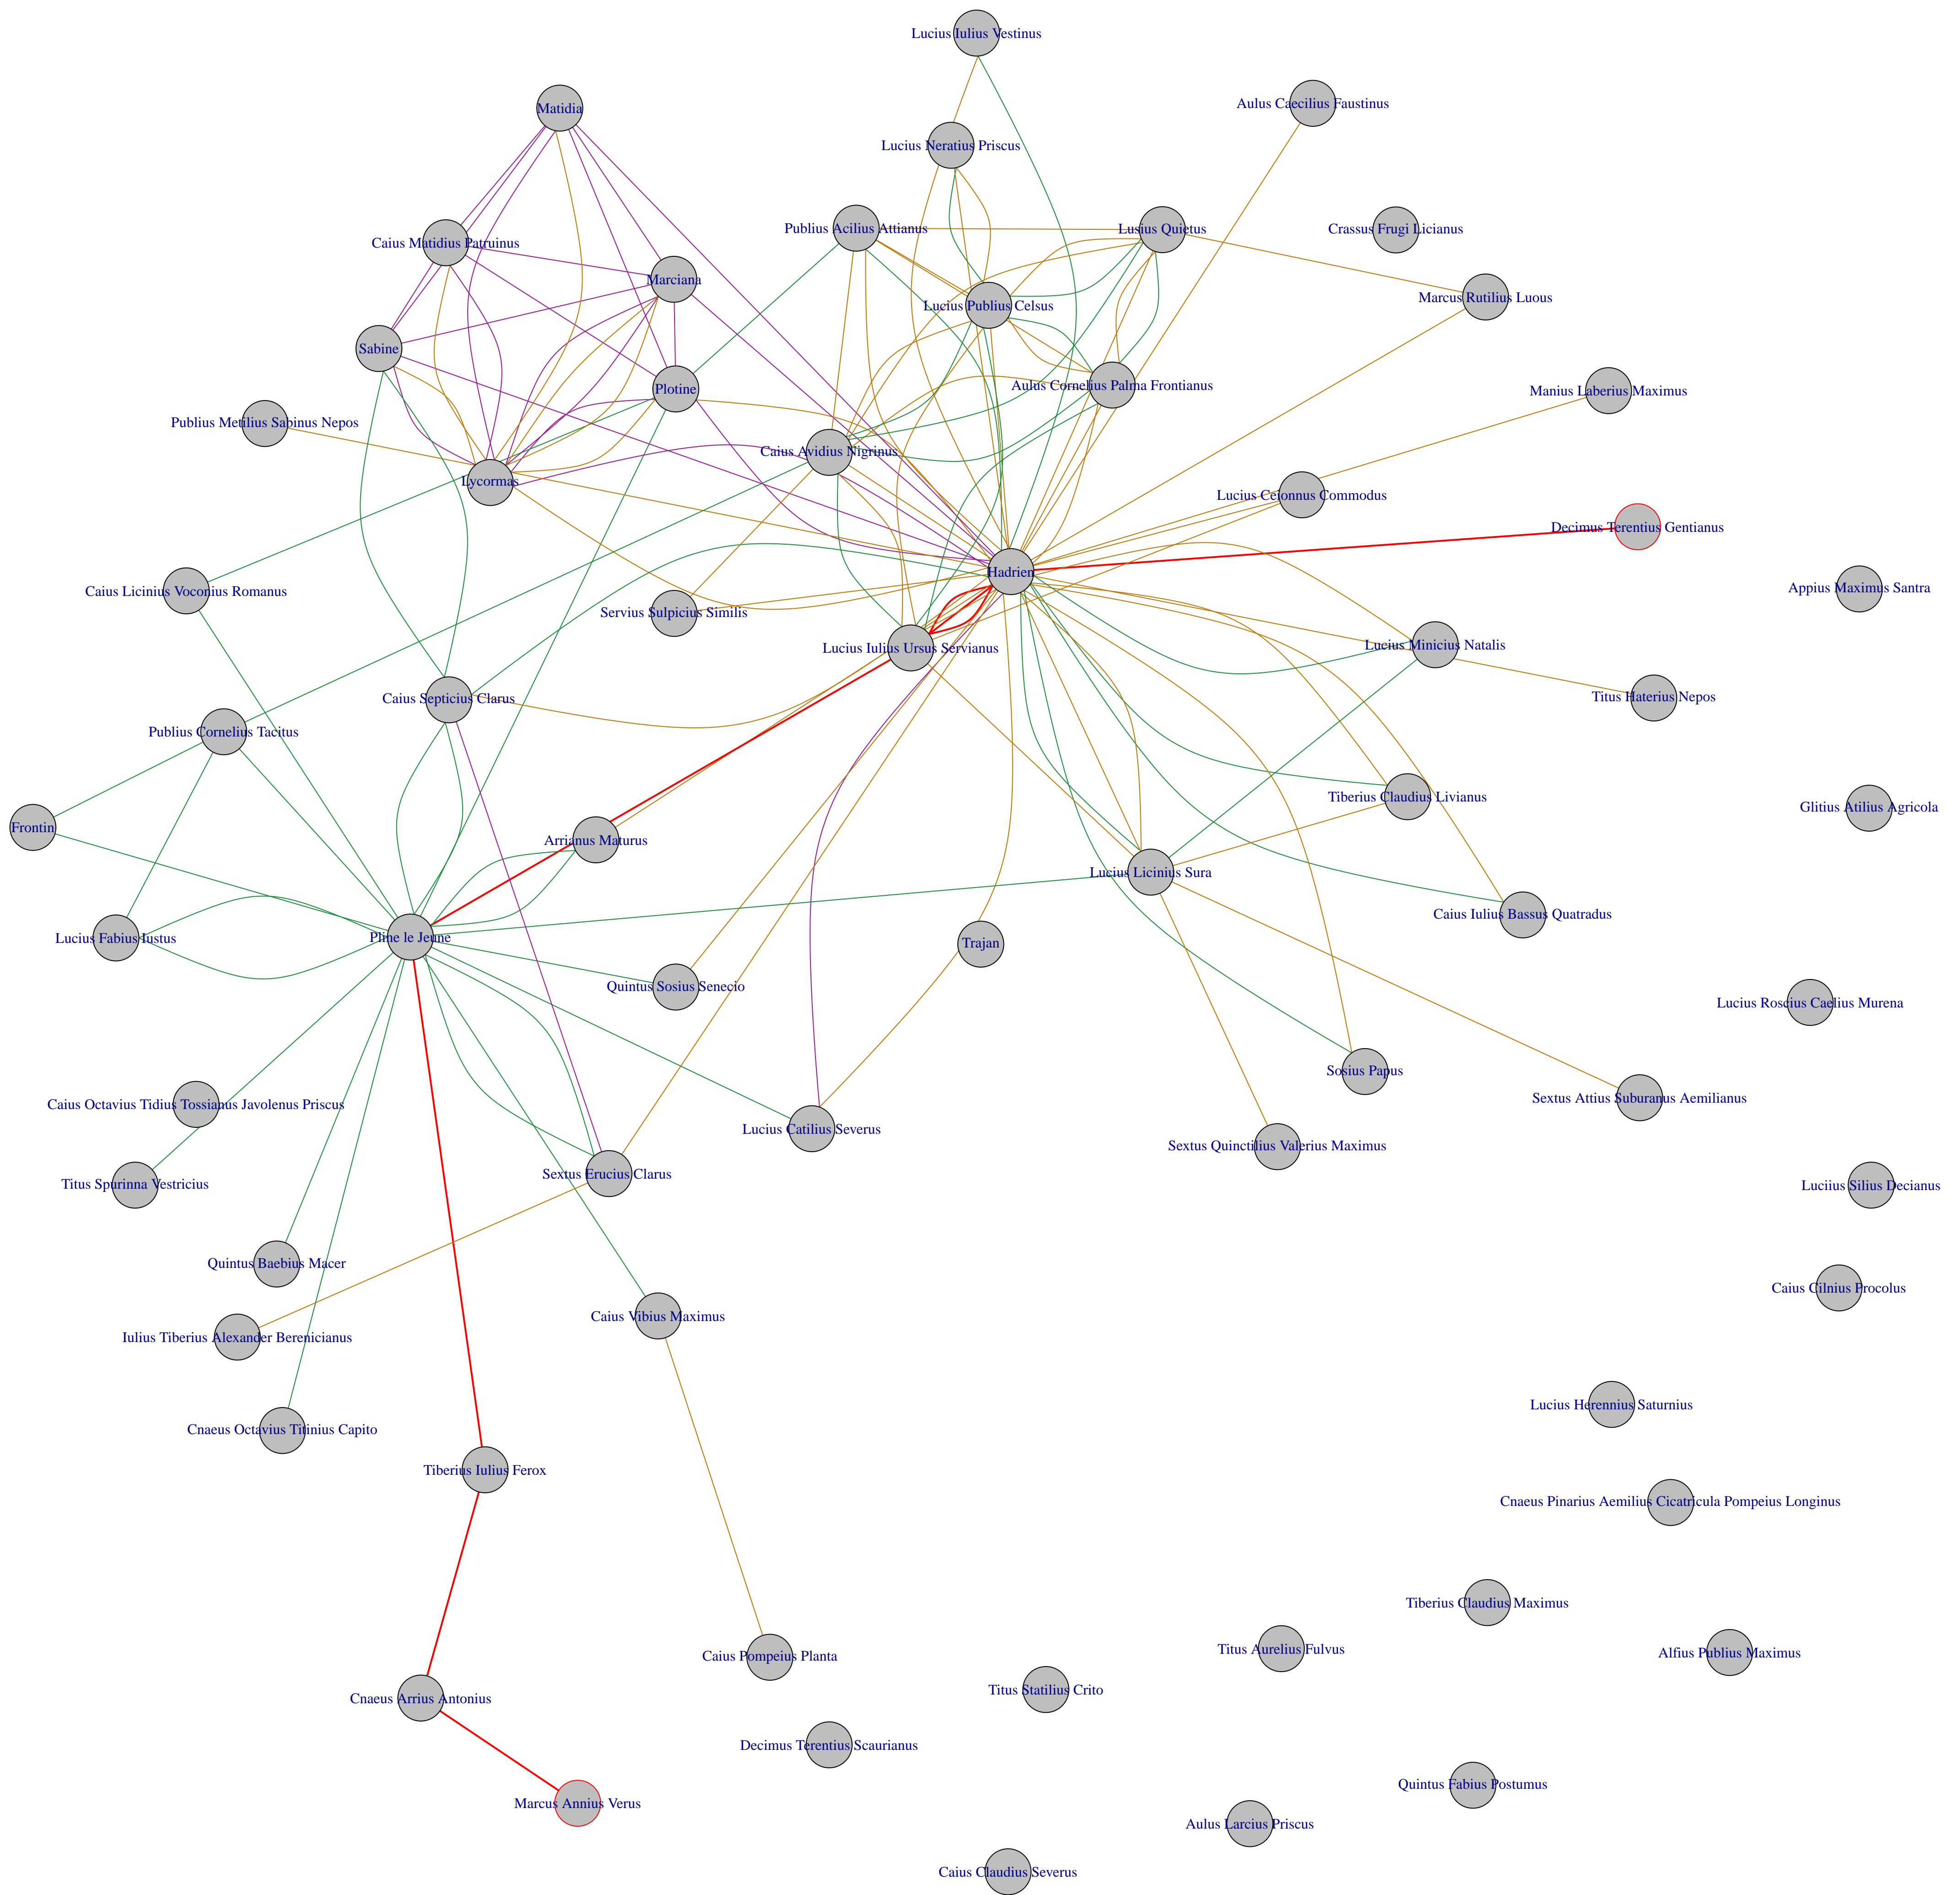 Lucius Iulius Vestinus
Matidia
Aulus Caecilius Faustinus
Lucius Neratius Priscus
Publius Acilius Attianus
Lusius Quietus
Crassus Frugi Licianus
Caius Matidius Patruinus
Marciana
Marcus Rutilius Luous
Lucius Publius Celsus
Sabine
Plotine
Aulus Cornelius Palma Frontianus
Manius Laberius Maximus
Publius Metilius Sabinus Nepos
Caius Avidius Nigrinus
Lycormas
Lucius Ceionnus Commodus
Decimus Terentius Gentianus
Hadrien
Caius Licinius Voconius Romanus
Appius Maximus Santra
Servius Sulpicius Similis
Lucius Iulius Ursus Servianus
Lucius Minicius Natalis
Caius Septicius Clarus
Titus Haterius Nepos
Publius Cornelius Tacitus
Tiberius Claudius Livianus
Glitius Atilius Agricola
Frontin
Arrianus Maturus
Lucius Licinius Sura
Caius Iulius Bassus Quatradus
Lucius Fabius Iustus
Pline le Jeune
Trajan
Quintus Sosius Senecio
Lucius Roscius Caelius Murena
Sosius Papus
Caius Octavius Tidius Tossianus Javolenus Priscus
Sextus Attius Suburanus Aemilianus
Lucius Catilius Severus
Sextus Quinctilius Valerius Maximus
Sextus Erucius Clarus
Titus Spurinna Vestricius
Luciius Silius Decianus
Quintus Baebius Macer
Caius Cilnius Procolus
Caius Vibius Maximus
Iulius Tiberius Alexander Berenicianus
Lucius Herennius Saturnius
Cnaeus Octavius Titinius Capito
Tiberius Iulius Ferox
Cnaeus Pinarius Aemilius Cicatricula Pompeius Longinus
Tiberius Claudius Maximus
Titus Aurelius Fulvus
Alfius Publius Maximus
Caius Pompeius Planta
Titus Statilius Crito
Cnaeus Arrius Antonius
Decimus Terentius Scaurianus
Quintus Fabius Postumus
Marcus Annius Verus
Aulus Larcius Priscus
Caius Claudius Severus